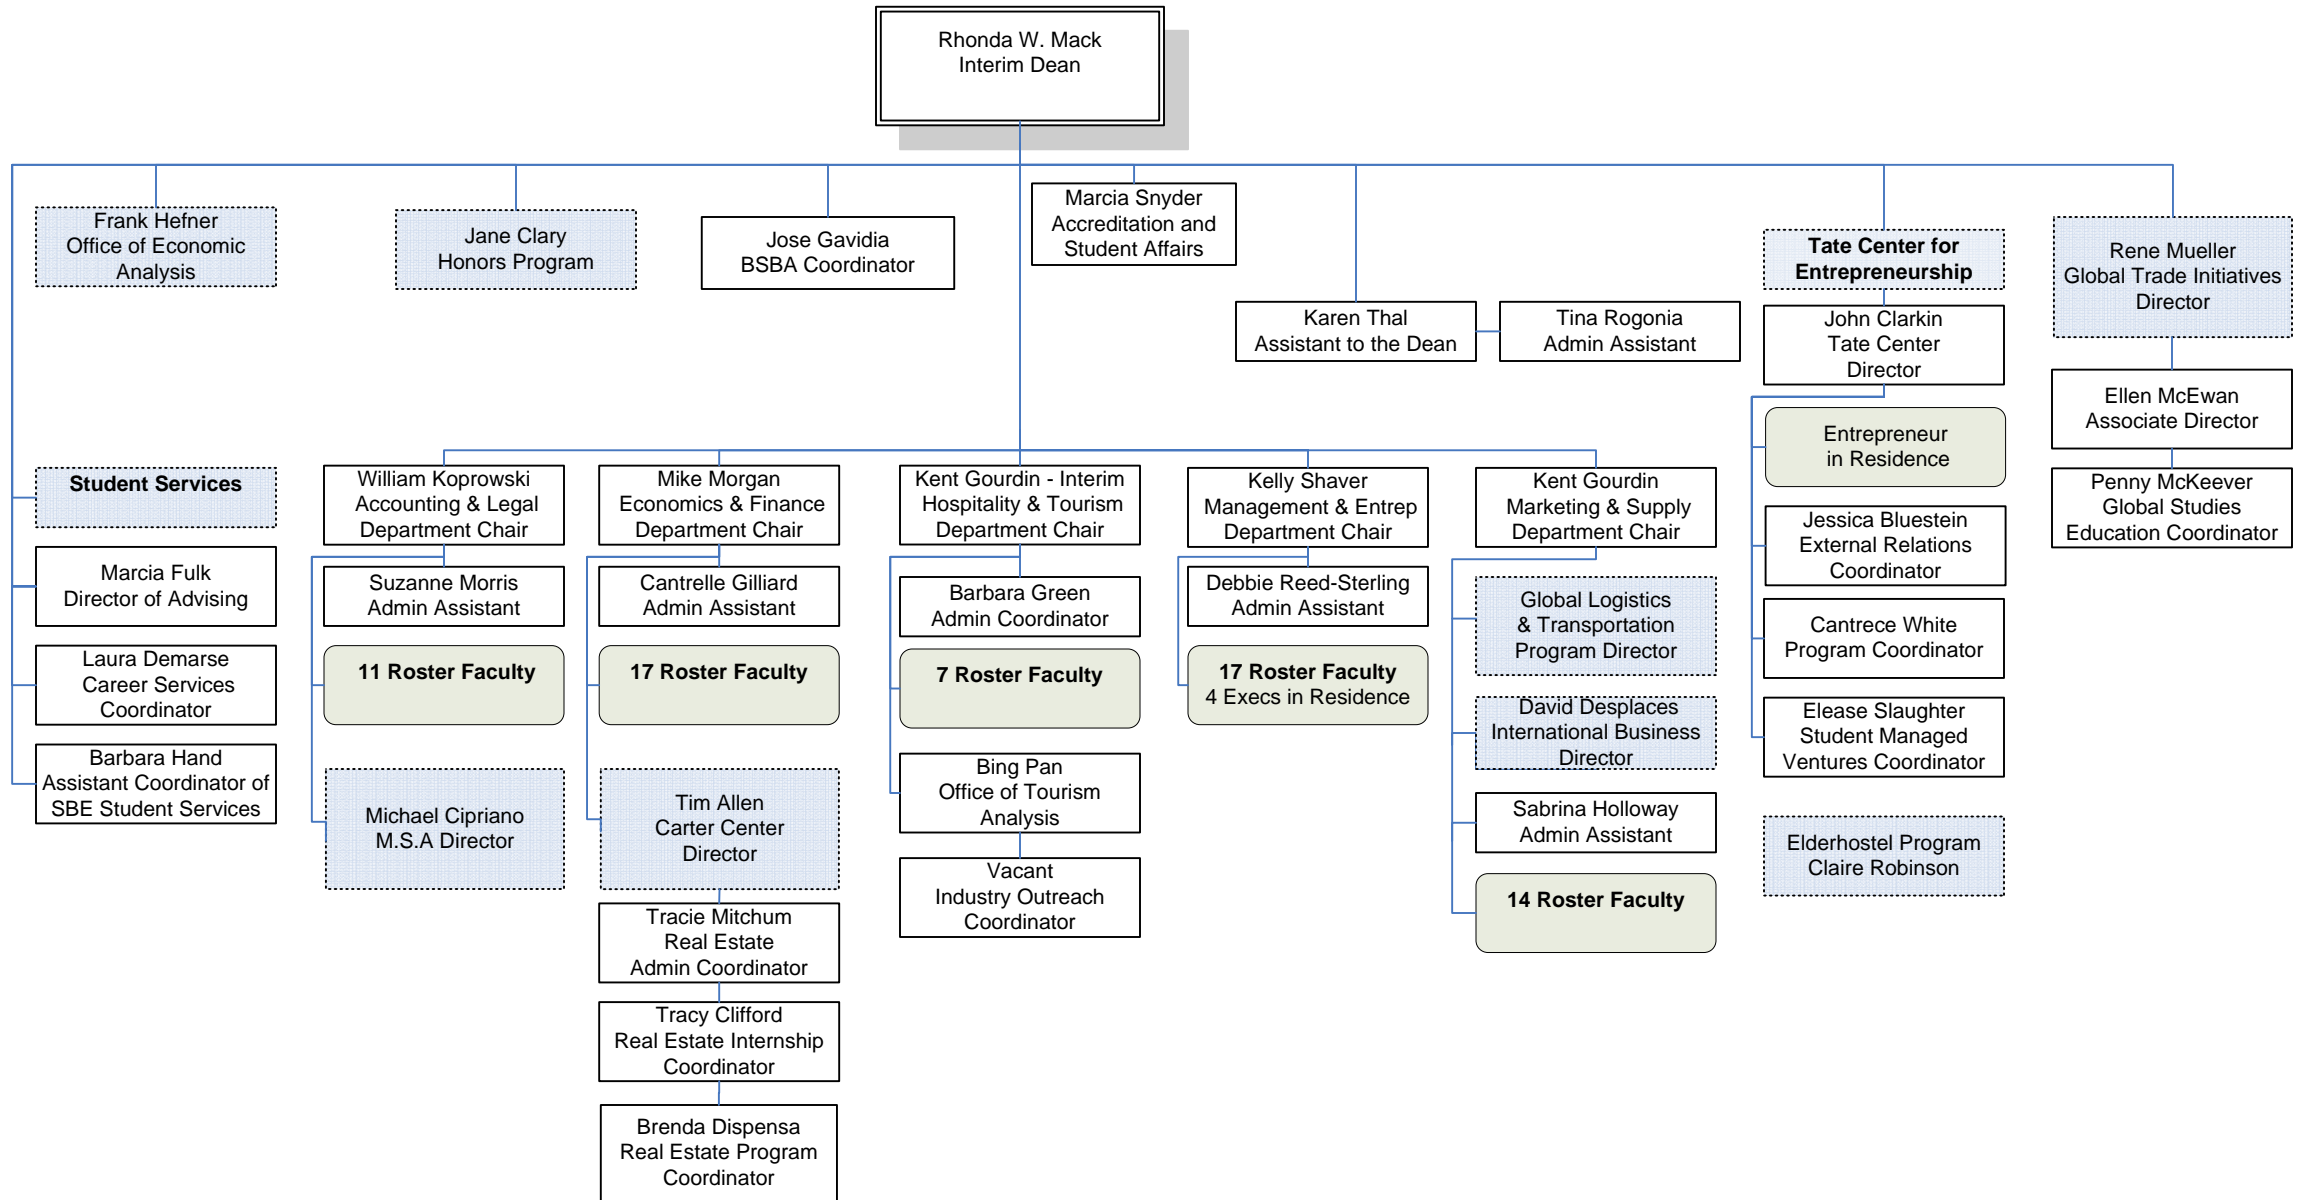 Rhonda W. Mack
Interim Dean
Frank Hefner
Office of Economic
Analysis
Jane Clary
Honors Program
Jose Gavidia
BSBA Coordinator
Marcia Snyder
Accreditation and
Student Affairs
Karen Thal
Assistant to the Dean
Tina Rogonia
Admin Assistant
Tate Center for
Entrepreneurship
John Clarkin
Tate Center
Director
Entrepreneur
in Residence
Jessica Bluestein
External Relations
Coordinator
Cantrece White
Program Coordinator
Elease Slaughter
Student Managed
Ventures Coordinator
Elderhostel Program
Claire Robinson
Rene Mueller
Global Trade Initiatives
Director
Ellen McEwan
Associate Director
Penny McKeever
Global Studies
Education Coordinator
Student Services
Marcia Fulk
Director of Advising
Laura Demarse
Career Services
Coordinator
Barbara Hand
Assistant Coordinator of
SBE Student Services
William Koprowski
Accounting & Legal
Department Chair
Suzanne Morris
Admin Assistant
11 Roster Faculty
Michael Cipriano
M.S.A Director
Mike Morgan
Economics & Finance
Department Chair
Cantrelle Gilliard
Admin Assistant
17 Roster Faculty
Tim Allen
Carter Center
Director
Tracie Mitchum
Real Estate
Admin Coordinator
Tracy Clifford
Real Estate Internship
Coordinator
Brenda Dispensa
Real Estate Program
Coordinator
Kent Gourdin - Interim
Hospitality & Tourism
Department Chair
Barbara Green
Admin Coordinator
7 Roster Faculty
Bing Pan
Office of Tourism
Analysis
Vacant
Industry Outreach
Coordinator
Kelly Shaver
Management & Entrep
Department Chair
Debbie Reed-Sterling
Admin Assistant
17 Roster Faculty
4 Execs in Residence
Kent Gourdin
Marketing & Supply
Department Chair
Global Logistics
& Transportation
Program Director
David Desplaces
International Business
Director
Sabrina Holloway
Admin Assistant
14 Roster Faculty